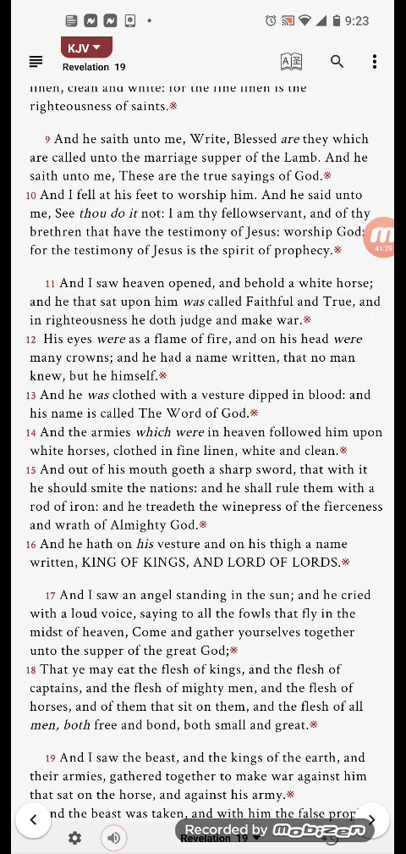 9:23
KJV
Revelation 19
linen, clean and white: for the fine linen is the
righteousness of saints.※
9 And he saith unto me, Write, Blessed are they which
are called unto the marriage supper of the Lamb. And he
saith unto me, These are the true sayings of God.※
10 And I fell at his feet to worship him. And he said unto
me, See thou do it not: I am thy fellowservant, and of thy
brethren that have the testimony of Jesus: worship God:
for the testimony of Jesus is the spirit of prophecy.※
m
41:29
11 And I saw heaven opened, and behold a white horse;
and he that sat upon him was called Faithful and True, and
in righteousness he doth judge and make war.※
12 His eyes were as a flame of fire, and on his head were
many crowns; and he had a name written, that no man
knew, but he himself.※
13 And he was clothed with a vesture dipped in blood: and
his name is called The Word of God.※
14 And the armies which were in heaven followed him upon
white horses, clothed in fine linen, white and clean.※
15 And out of his mouth goeth a sharp sword, that with it
he should smite the nations: and he shall rule them with a
rod of iron: and he treadeth the winepress of the fierceness
and wrath of Almighty God.※
16 And he hath on his vesture and on his thigh a name
written, KING OF KINGS, AND LORD OF LORDS.※
17 And I saw an angel standing in the sun; and he cried
with a loud voice, saying to all the fowls that fly in the
midst of heaven, Come and gather yourselves together
unto the supper of the great God;※
18 That ye may eat the flesh of kings, and the flesh of
captains, and the flesh of mighty men, and the flesh of
horses, and of them that sit on them, and the flesh of all
men, both free and bond, both small and great.※
19 And I saw the beast, and the kings of the earth, and
their armies, gathered together to make war against him
that sat on the horse, and against his army.※
nd the beast was taken, and with him the false prop
Revelation 19
Recorded by mobizen